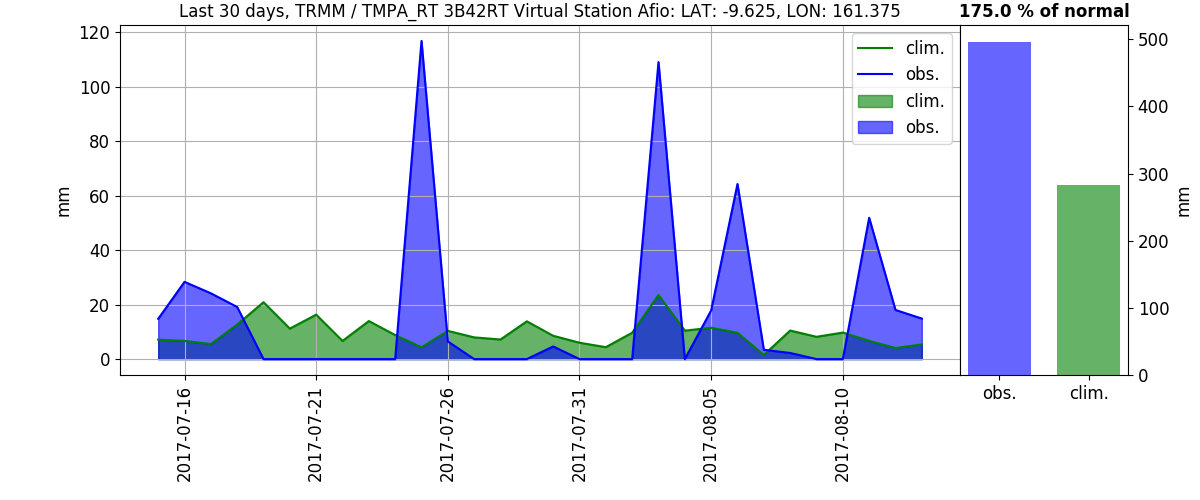 Last 30 days, TRMM / TMPA_RT 3B42RT Virtual Station Afio: LAT: -9.625, LON: 161.375
175.0 % of normal
120
100
80
60
40
20
0
mm
clim.
obs.
clim.
obs.
2017-07-16
2017-07-21
2017-07-26
2017-07-31
2017-08-05
2017-08-10
500
400
300
200
100
0
mm
obs.
clim.